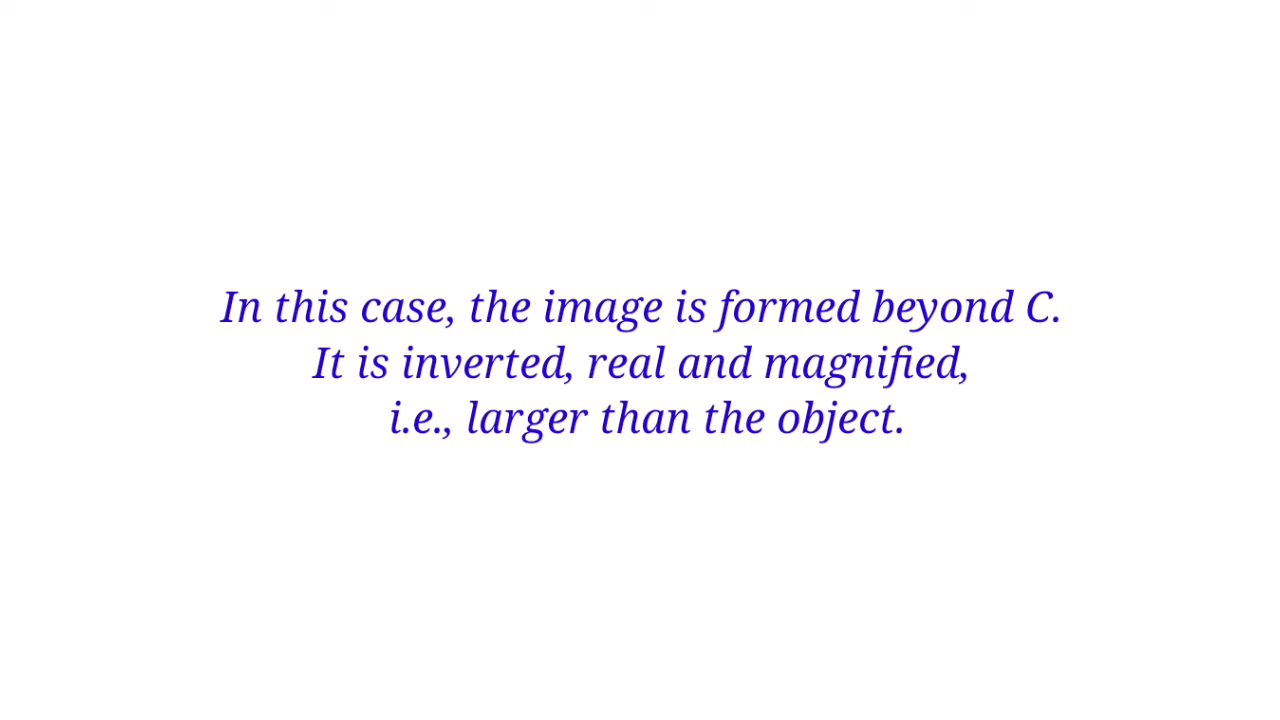 In this case, the image is formed beyond C.
It is inverted, real and magnified,
i.e., larger than the object.